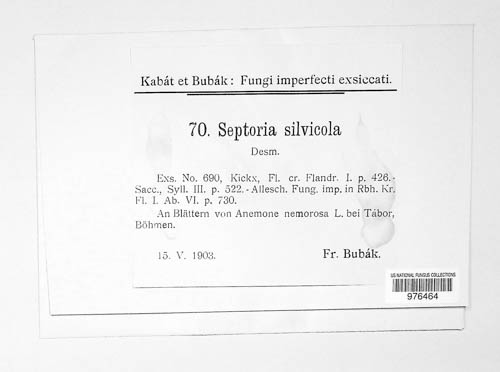 Kabát et Bubák: Fungi imperfecti exsiccati.
70. Septoria silvicola
Desm.
Exs. No. 690, Kickx, Fl. cr. Flandr. I. p. 426.-
Sacc., Syll. III. p. 522.-Allesch. Fung. imp. in Rbh. Kr.
Fl. I. Ab. VI. p. 730.
An Blättern von Anemone nemorosa L. bei Tábor,
Böhmen.
15. V. 1903. Fr. Bubák.
US NATIONAL FUNGUS COLLECTIONS
976464